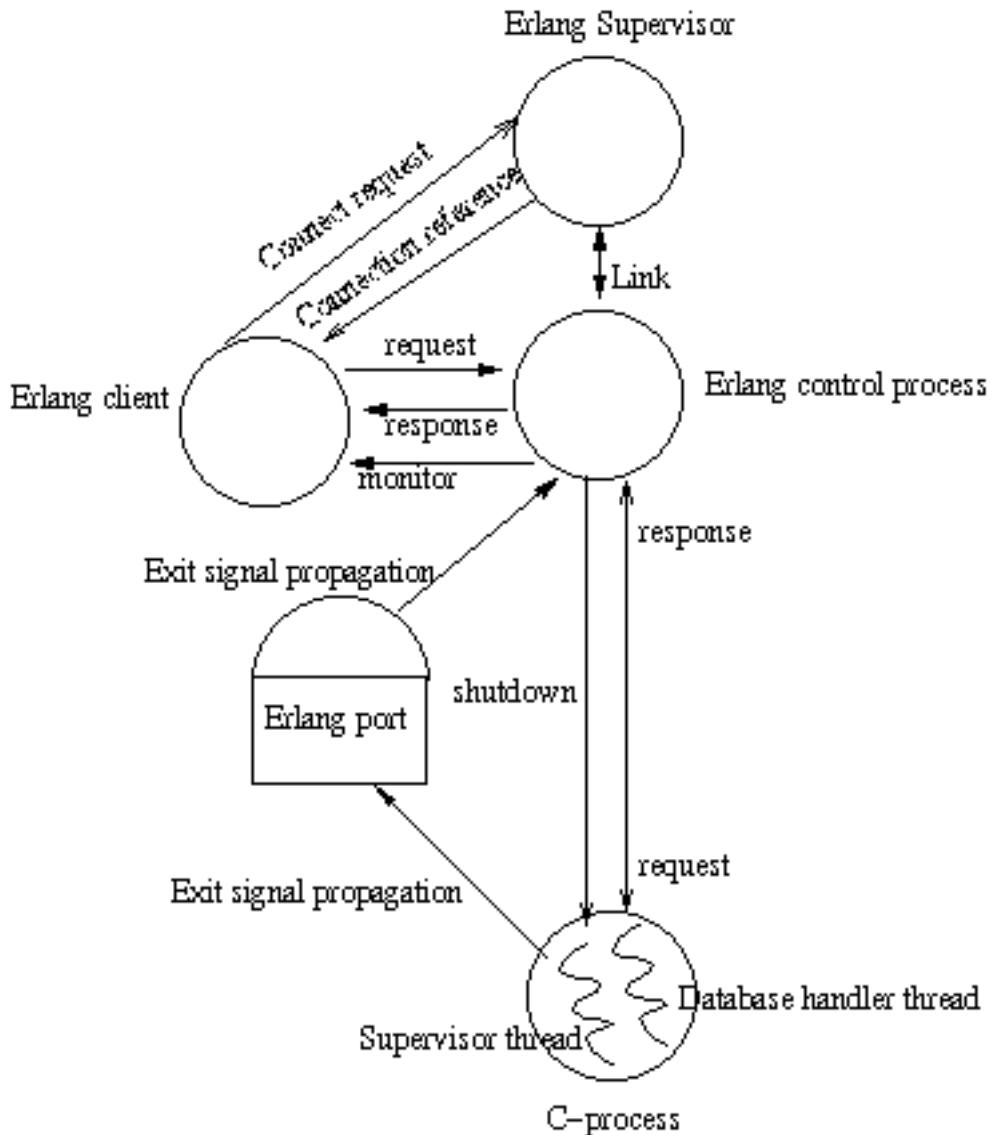 Erlang Supervisor
Connect request
Connection reference
Link
request
Erlang client
Erlang control process
response
monitor
response
Exit signal propagation
shutdown
Erlang port
request
Exit signal propagation
Database handler thread
Supervisor thread
C-process